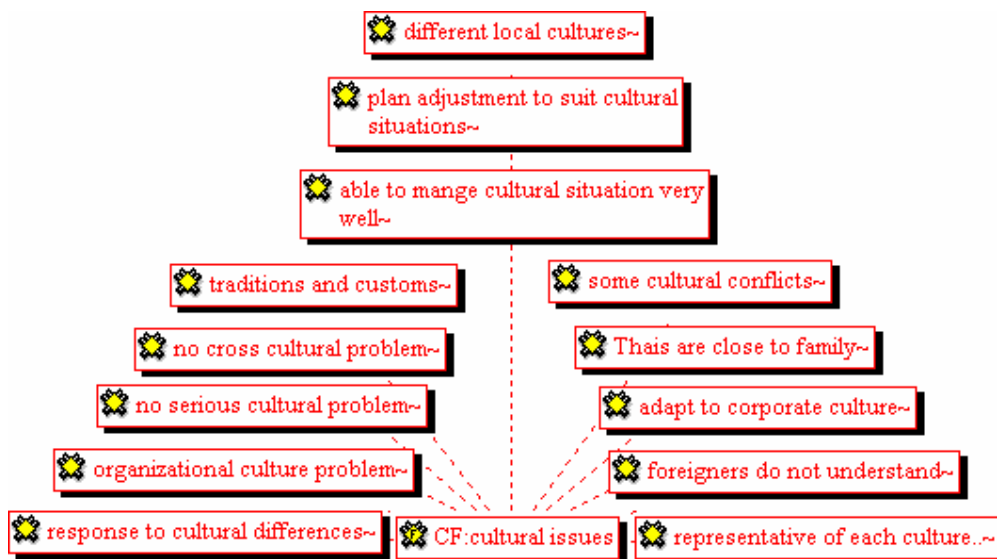 different local cultures~
plan adjustment to suit cultural
situations~
able to mange cultural situation very
well~
traditions and customs~
some cultural conflicts~
no cross cultural problem~
Thais are close to family~
no serious cultural problem~
adapt to corporate culture~
organizational culture problem~
foreigners do not understand~
response to cultural differences~
CF:cultural issues
representative of each culture..~